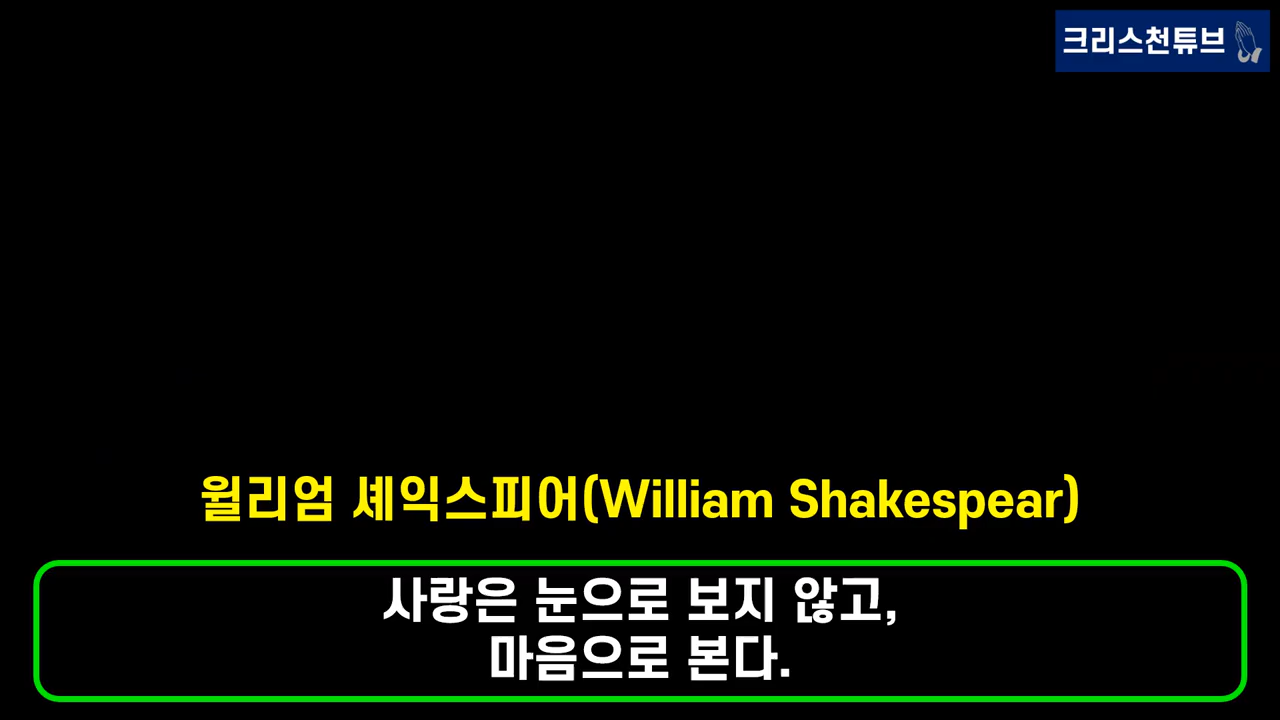 크리스천튜브
윌리엄 셰익스피어(William Shakespear)
사랑은 눈으로 보지 않고,
마음으로 본다.